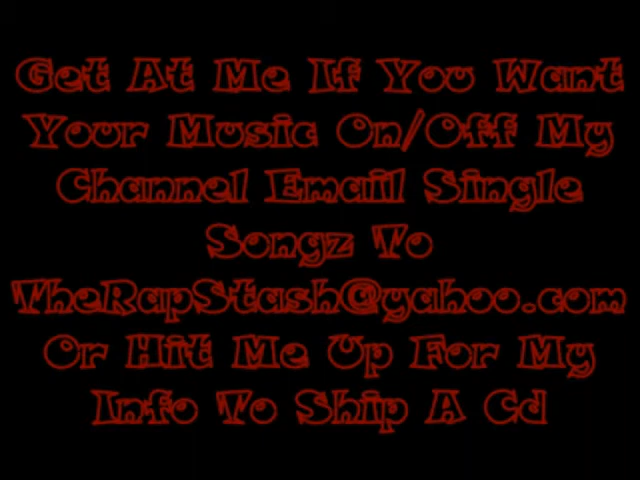 Get At Me If You Want
Your Music On/Off My
Channel Email Single
Songz To
TheRapStash@yahoo.com
Or Hit Me Up For My
Info To Ship A Cd